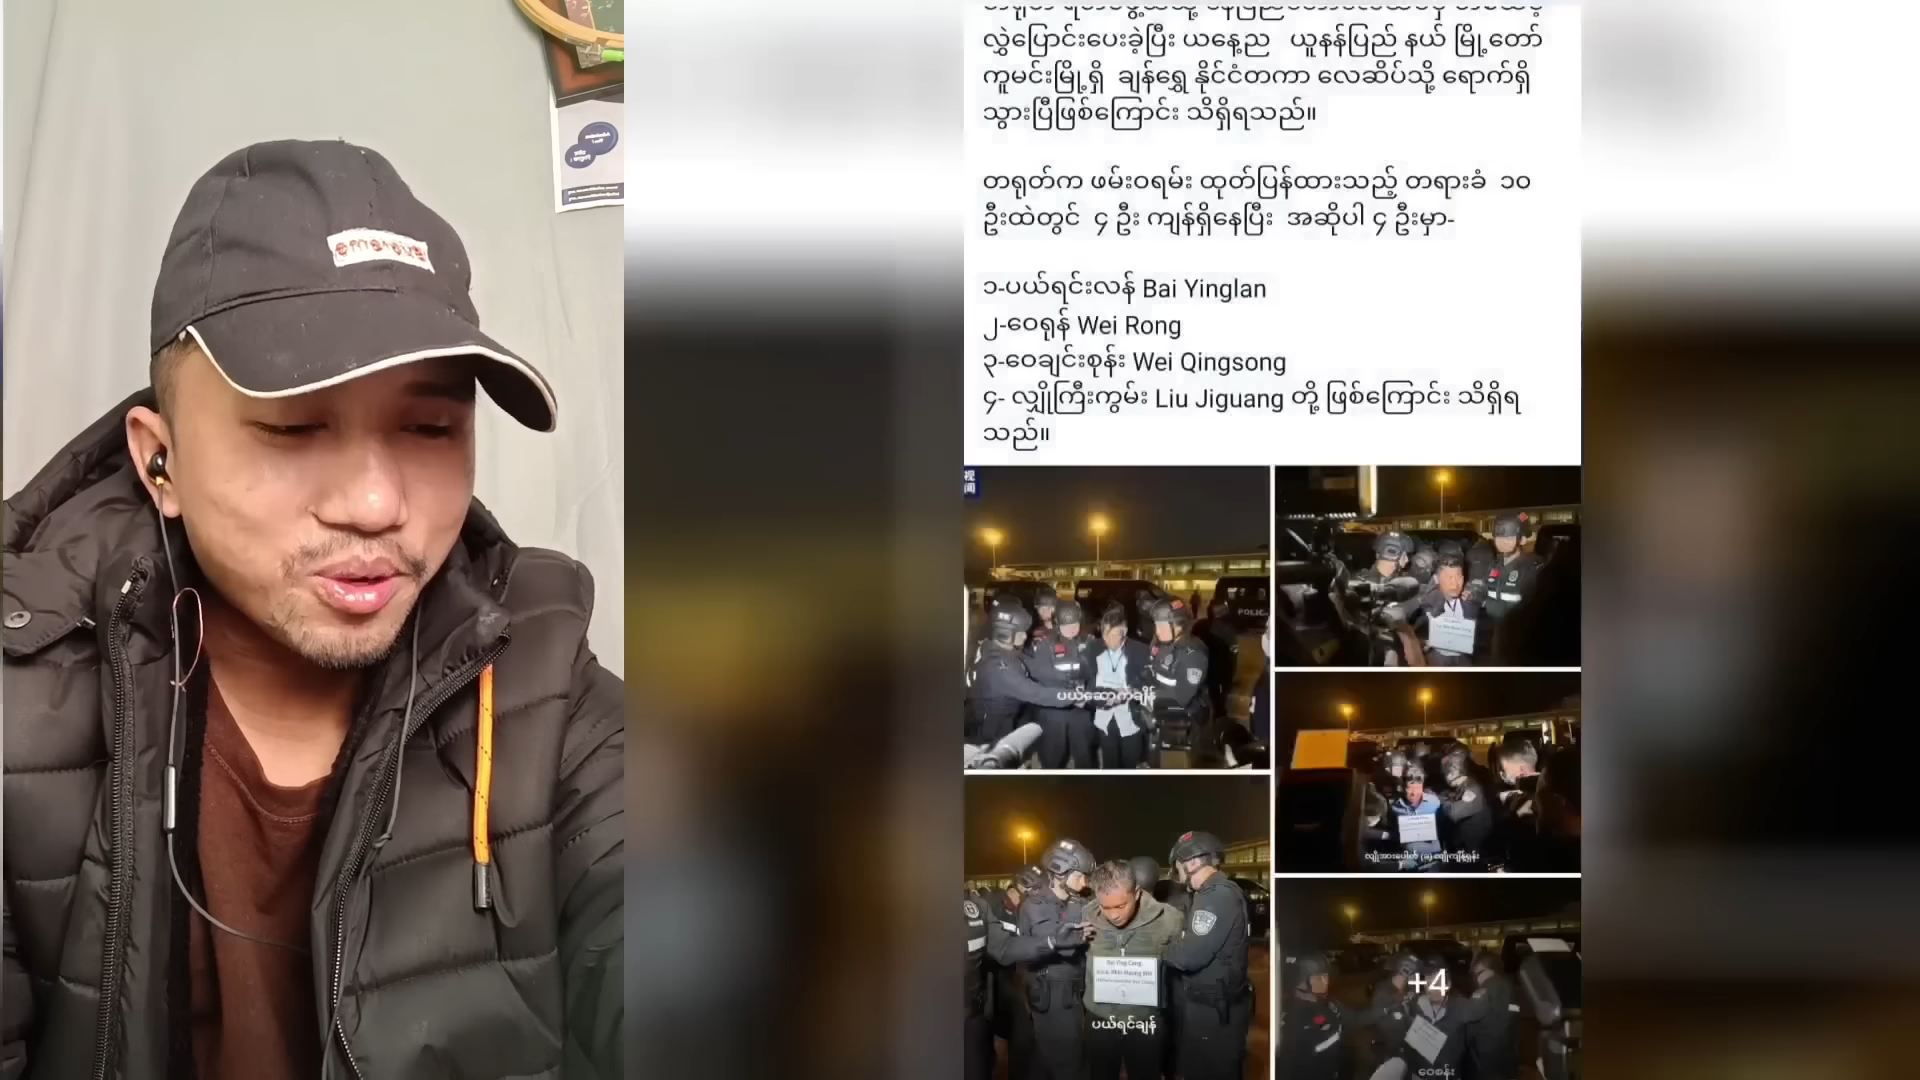 လွှဲပြောင်းပေးခဲ့ပြီး ယနေ့ည ယူနန်ပြည် နယ် မြို့တော်
ကူမင်းမြို့ရှိ ချန်ရွှေ နိုင်ငံတကာ လေဆိပ်သို့ ရောက်ရှိ
သွားပြီဖြစ်ကြောင်း သိရှိရသည်။
တရုတ်က ဖမ်းဝရမ်း ထုတ်ပြန်ထားသည့် တရားခံ ၁၀
ဦးထဲတွင် ၄ ဦး ကျန်ရှိနေပြီး အဆိုပါ ၄ ဦးမှာ-
၁-ပယ်ရင်းလန် Bai Yinglan
၂-ဝေရုန် Wei Rong
၃-ဝေချင်းစုန်း Wei Qingsong
၄- လျှိုကြီးကွမ်း Liu Jiguang တို့ ဖြစ်ကြောင်း သိရှိရ
သည်။
POLIC
ပယ်ဆောက်ချိန်
ပယ်ရင်ချန်
+4
ဝေစန်း